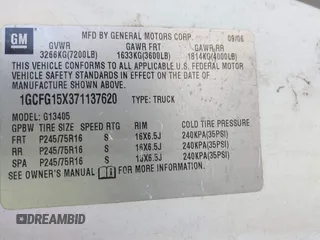 GM
MFD BY GENERAL MOTORS CORP. 09/06
GVWR GAWR FRT GAWR RR
3266KG(7200LB) 1633KG(3600LB) 1814KG(4000LB)
THIS VEHICLE CONFORMS TO ALL APPLICABLE U.S. FEDERAL
MOTOR VEHICLE SAFETY STANDARDS IN EFFECT ON THE DATE OF
MANUFACTURE SHOWN ABOVE.
1GCFG15X371137620 TYPE: TRUCK
MODEL: G13405
GPBW TIRE SIZE SPEED RTG RIM COLD TIRE PRESSURE
FRT P245/75R16 S 16X6.5J 240KPA(35PSI)
RR P245/75R16 S 16X6.5J 240KPA(35PSI)
SPA P245/75R16 S 16X6.5J 240KPA(35PSI)
SEE OWNER'S MANUAL FOR
DREAMBID